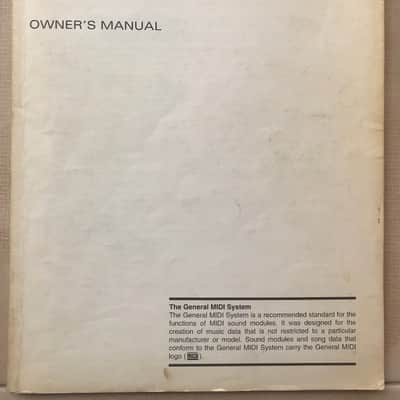 OWNER'S MANUAL
The General MIDI System
The General MIDI System is a recommended standard for the
functions of MIDI sound modules. It was designed for the
creation of music data that is not restricted to a particular
manufacturer or model. Sound modules and song data that
conform to the General MIDI System carry the General MIDI
logo ( ).